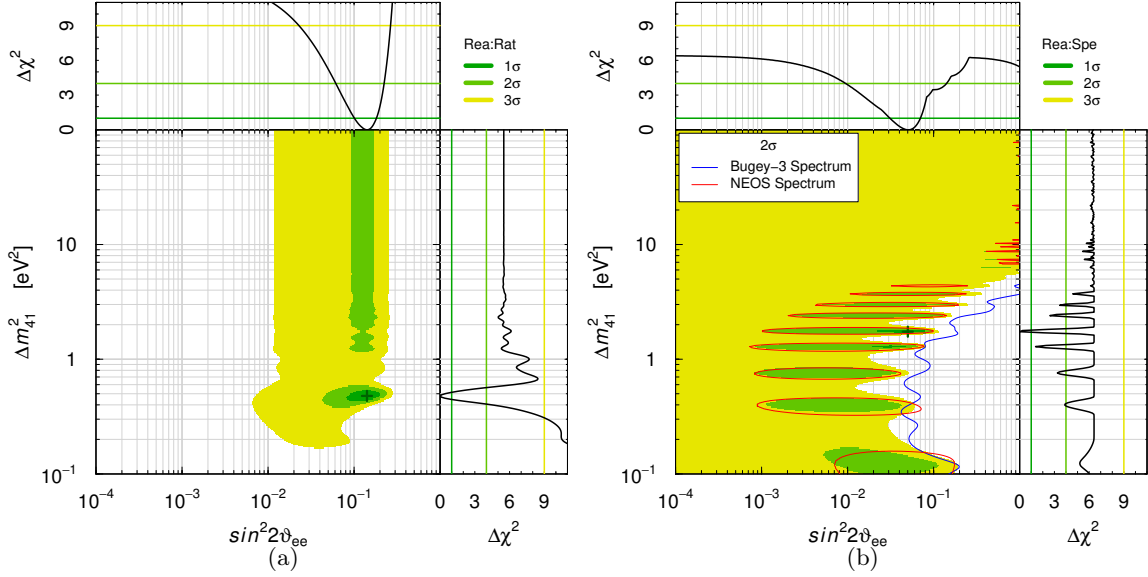 Δχ²
0 3 6 9
Rea:Rat
1σ
2σ
3σ
Δm²₄₁ [eV²]
10⁻¹ 1 10
10⁻⁴ 10⁻³ 10⁻² 10⁻¹
0 3 6 9
sin²2ϑee
Δχ²
(a)
Δχ²
0 3 6 9
Rea:Spe
1σ
2σ
3σ
2σ
Bugey−3 Spectrum
NEOS Spectrum
Δm²₄₁ [eV²]
10⁻¹ 1 10
10⁻⁴ 10⁻³ 10⁻² 10⁻¹
0 3 6 9
sin²2ϑee
Δχ²
(b)